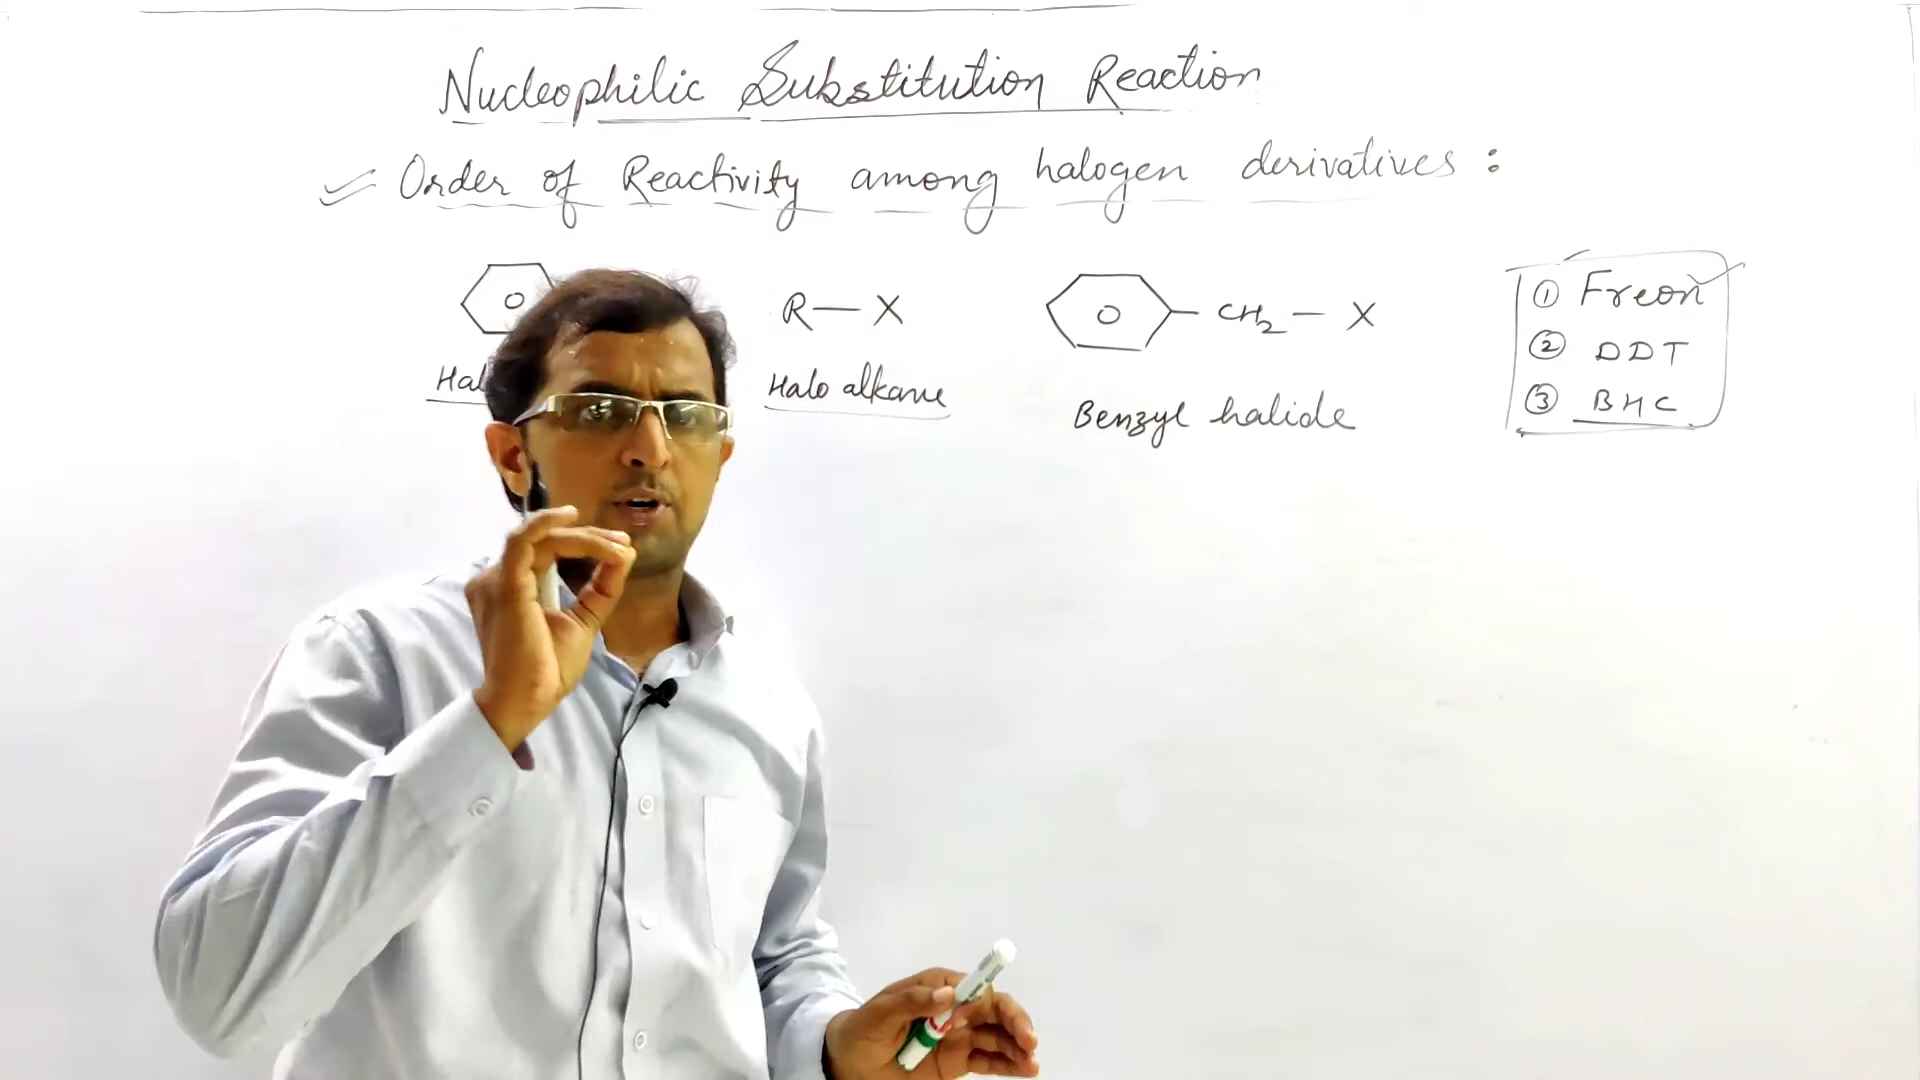 Nucleophilic Substitution Reaction
Order of Reactivity among halogen derivatives :
R — X
CH2 — X
Halo alkane
Benzyl halide
① Freon
② DDT
③ BHC